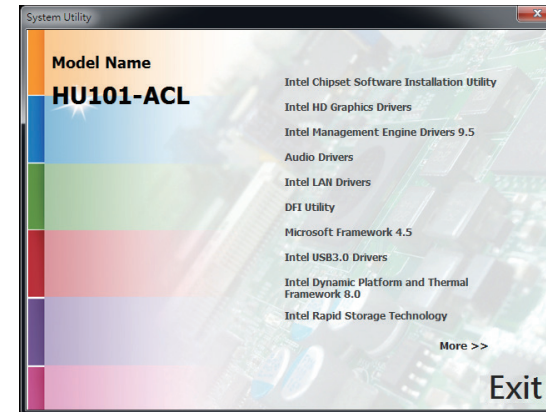 System Utility
Model Name
HU101-ACL
Intel Chipset Software Installation Utility
Intel HD Graphics Drivers
Intel Management Engine Drivers 9.5
Audio Drivers
Intel LAN Drivers
DFI Utility
Microsoft Framework 4.5
Intel USB3.0 Drivers
Intel Dynamic Platform and Thermal
Framework 8.0
Intel Rapid Storage Technology
More >>
Exit